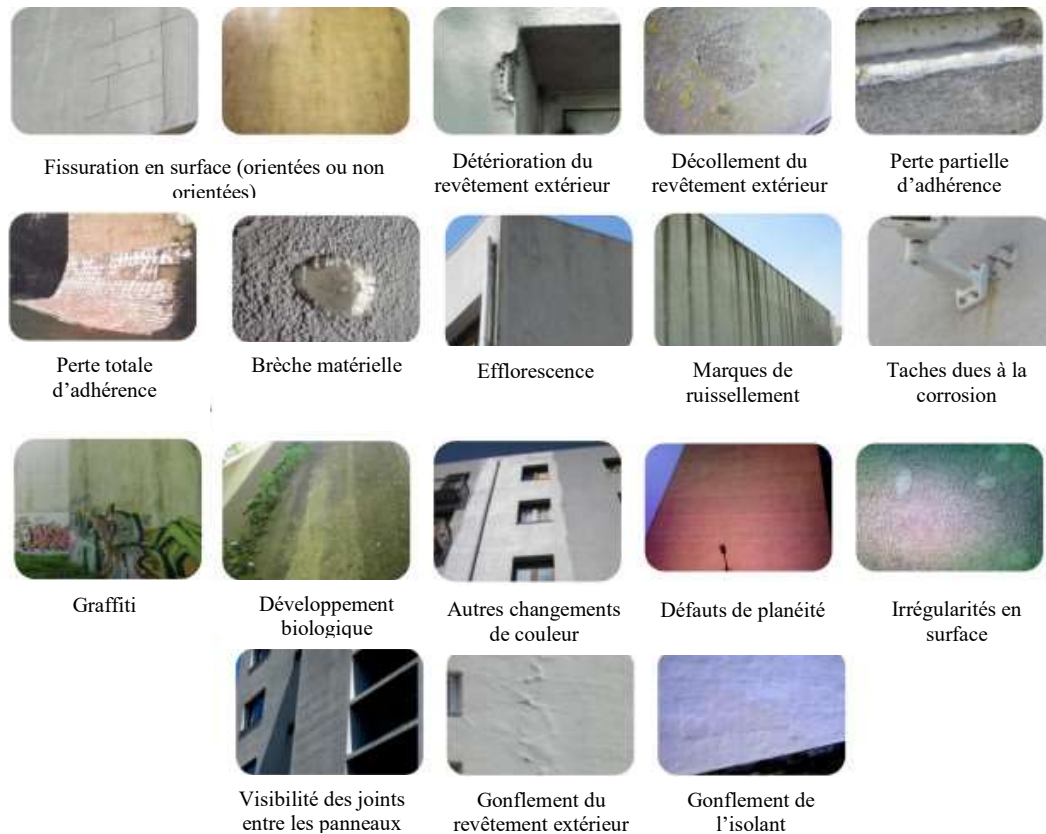 Fissuration en surface (orientées ou non
orientées)
Détérioration du
revêtement extérieur
Décollement du
revêtement extérieur
Perte partielle
d’adhérence
Perte totale
d’adhérence
Brèche matérielle
Efflorescence
Marques de
ruissellement
Taches dues à la
corrosion
Graffiti
Développement
biologique
Autres changements
de couleur
Défauts de planéité
Irrégularités en
surface
Visibilité des joints
entre les panneaux
Gonflement du
revêtement extérieur
Gonflement de
l’isolant